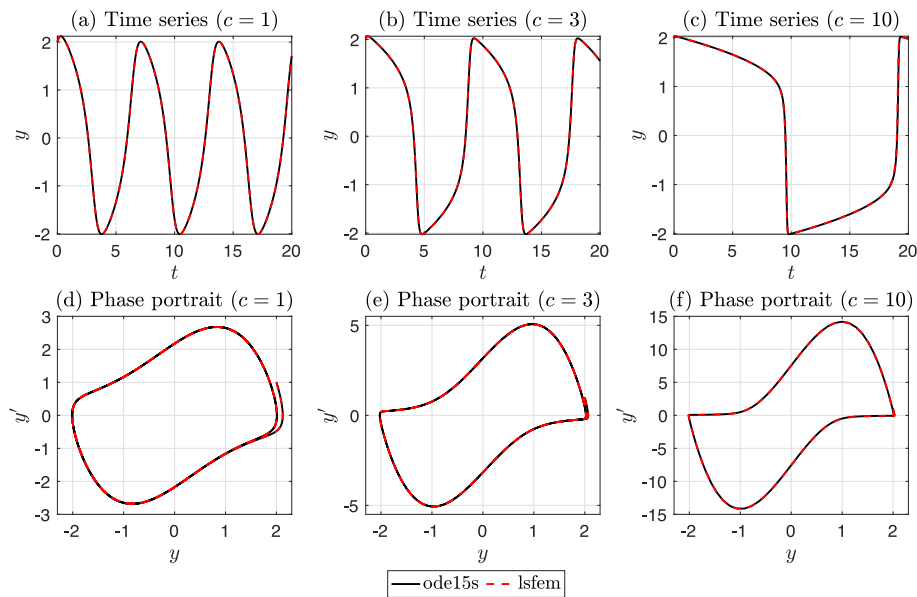 (a) Time series (c = 1)
(b) Time series (c = 3)
(c) Time series (c = 10)
2
1
0
-1
-2
y
0 5 10 15 20
t
2
1
0
-1
-2
y
0 5 10 15 20
t
2
1
0
-1
-2
y
0 5 10 15 20
t
(d) Phase portrait (c = 1)
(e) Phase portrait (c = 3)
(f) Phase portrait (c = 10)
3
2
1
0
-1
-2
-3
y′
-2 -1 0 1 2
y
5
0
-5
y′
-2 -1 0 1 2
y
15
10
5
0
-5
-10
-15
y′
-2 -1 0 1 2
y
ode15s lsfem